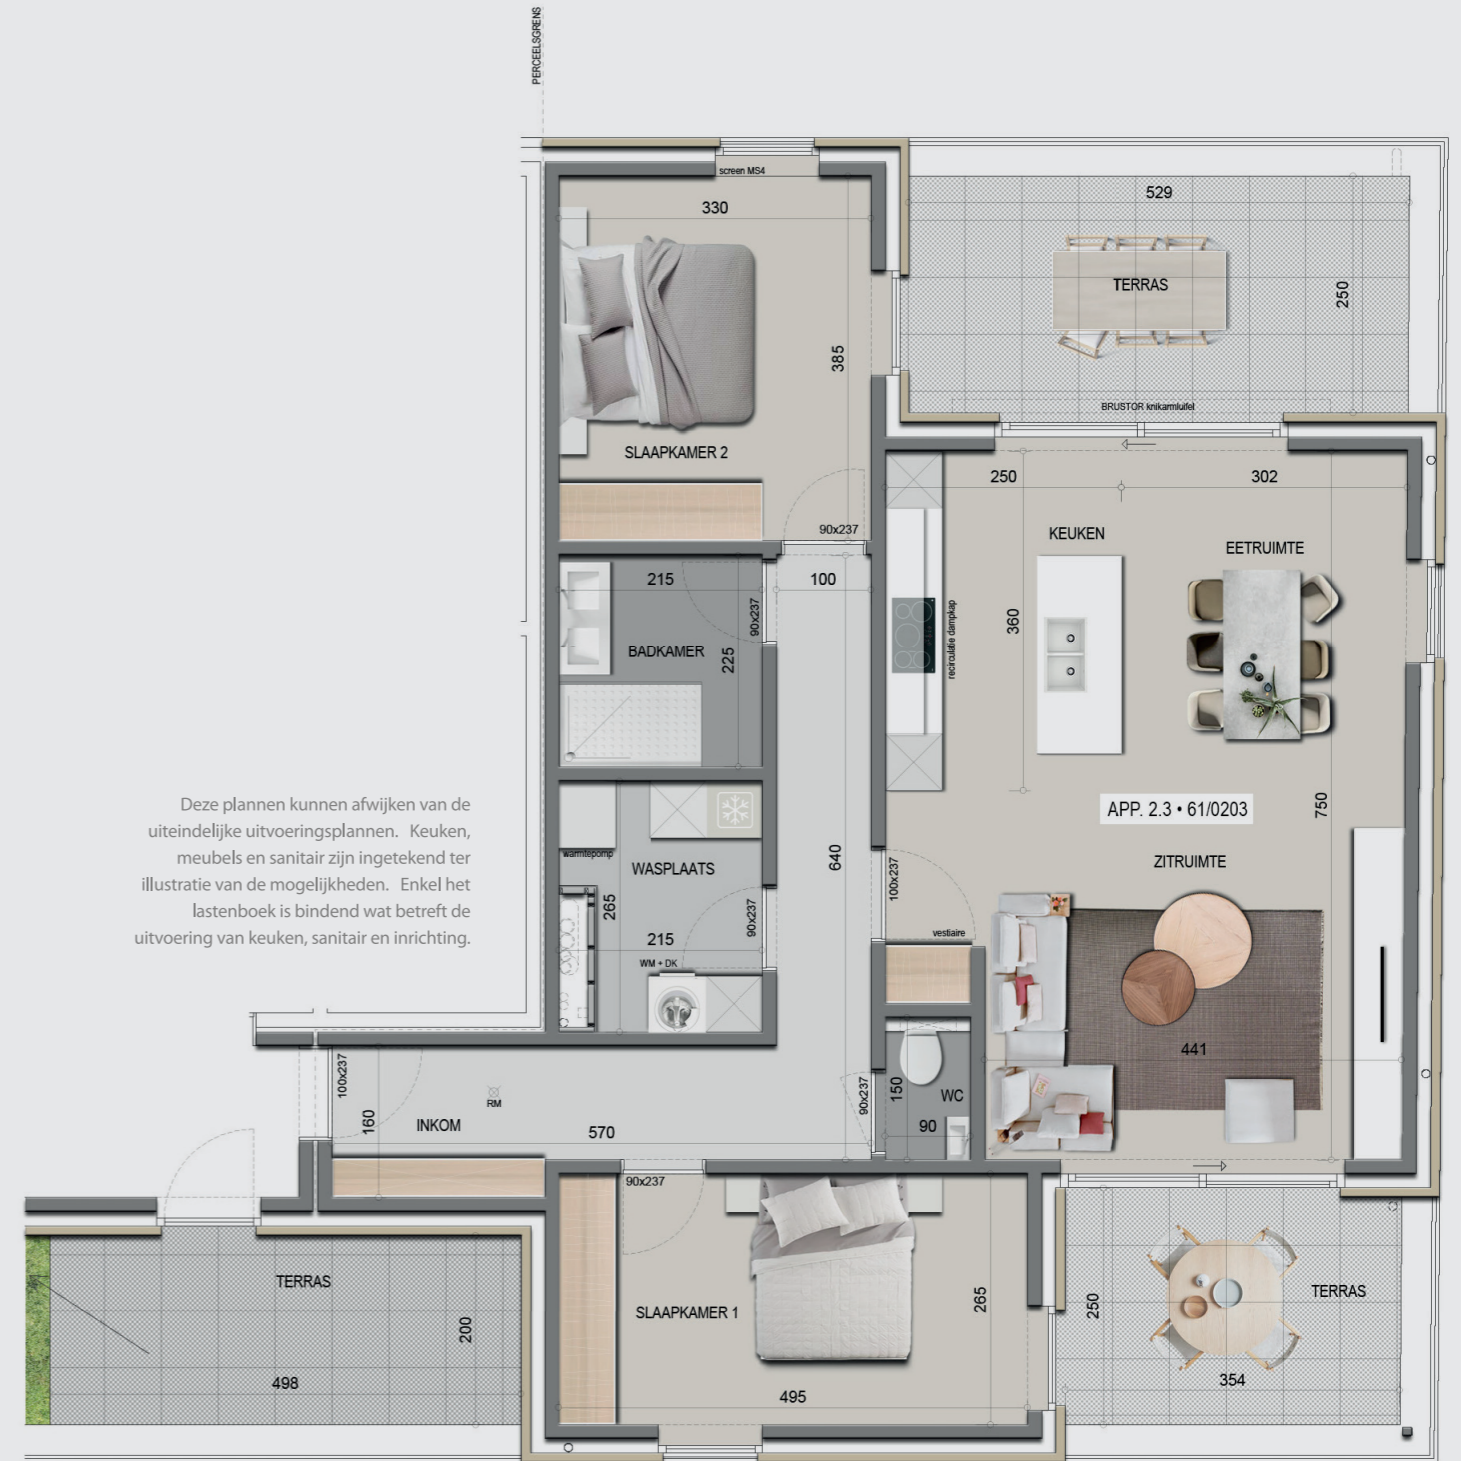 PERCEELSGRENS
screen MS4
330
529
TERRAS
250
385
BRUSTOR knikarmluifel
SLAAPKAMER 2
250
302
90x237
KEUKEN
EETRUIMTE
215
100
90x237
360
recirculatie dampkap
BADKAMER
225
APP. 2.3 • 61/0203
750
Deze plannen kunnen afwijken van de
uiteindelijke uitvoeringsplannen. Keuken,
meubels en sanitair zijn ingetekend ter
illustratie van de mogelijkheden. Enkel het
lastenboek is bindend wat betreft de
uitvoering van keuken, sanitair en inrichting.
warmtepomp
WASPLAATS
640
ZITRUIMTE
100x237
265
90x237
vestiaire
215
WM + DK
441
100x237
RM
160
INKOM
570
90x237
150
WC
90
90x237
TERRAS
200
498
SLAAPKAMER 1
265
495
250
TERRAS
354